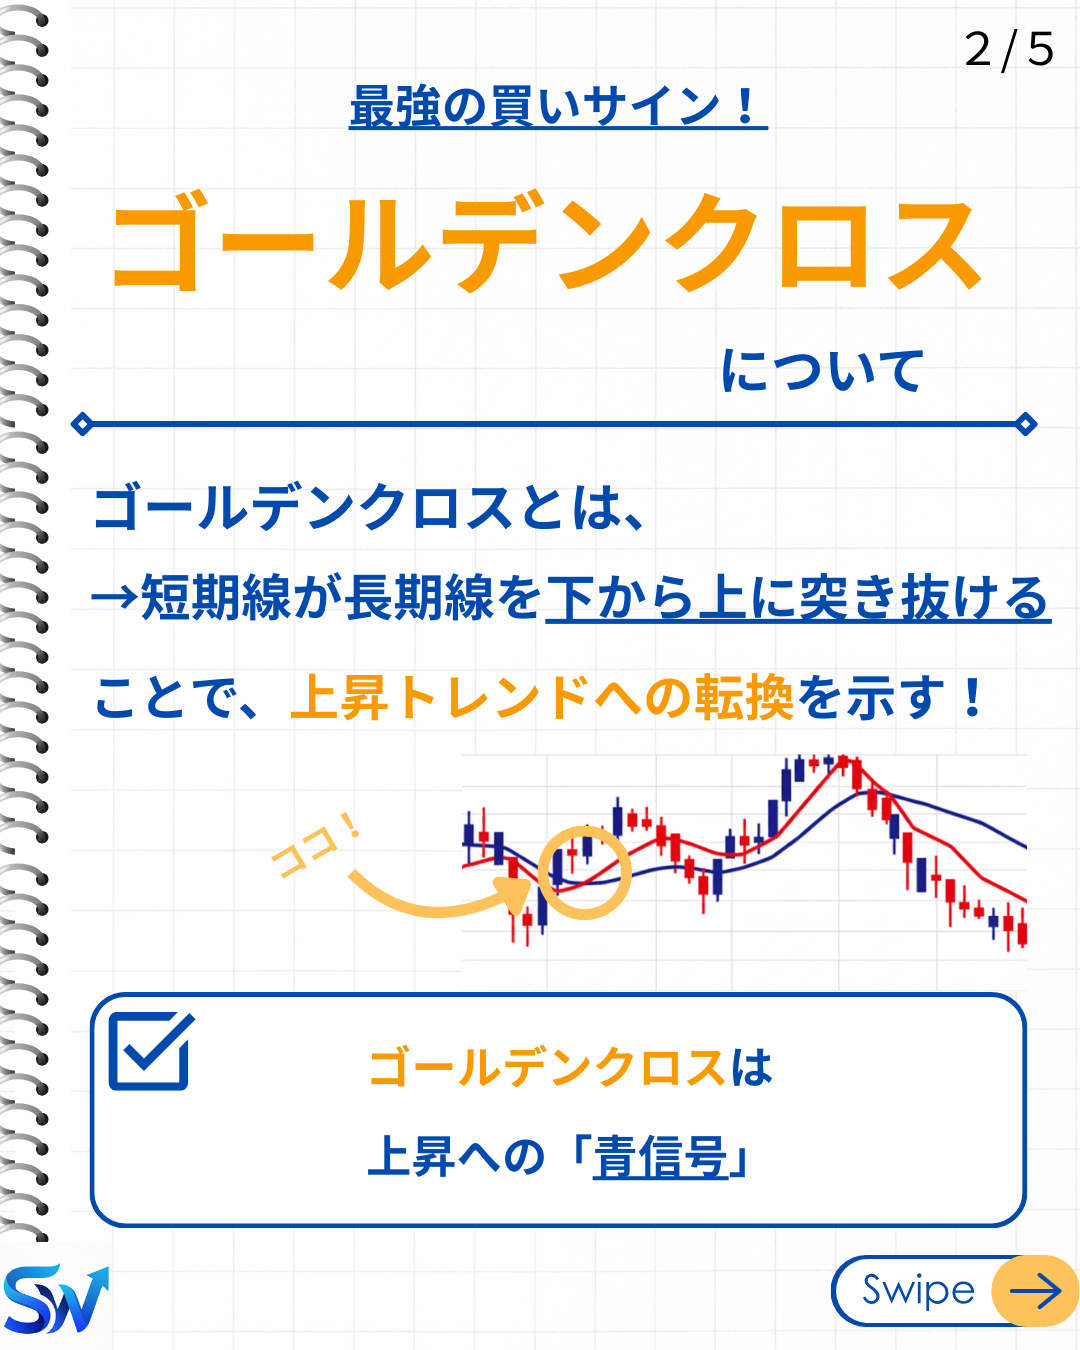 2/5
最強の買いサイン！
ゴールデンクロス
について
ゴールデンクロスとは、
→短期線が長期線を下から上に突き抜ける
ことで、上昇トレンドへの転換を示す！
ココ！
ゴールデンクロスは
上昇への「青信号」
SW
Swipe